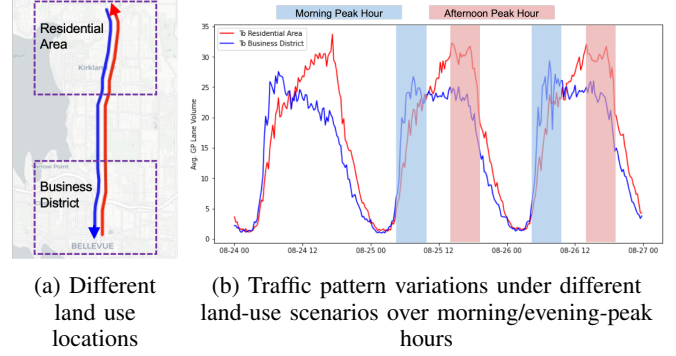 Residential
Area
Kirkland
Business
District
BELLEVUE
Morning Peak Hour
Afternoon Peak Hour
To Residential Area
To Business District
Avg. GP Lane Volume
35
30
25
20
15
10
5
0
08-24 00
08-24 12
08-25 00
08-25 12
08-26 00
08-26 12
08-27 00
(a) Different
land use
locations
(b) Traffic pattern variations under different
land-use scenarios over morning/evening-peak
hours